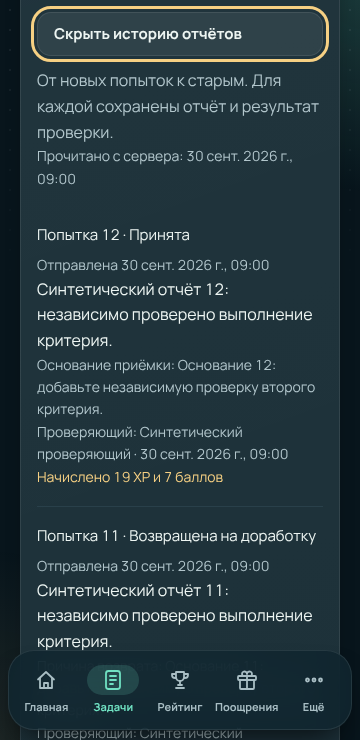 Скрыть историю отчётов
От новых попыток к старым. Для
каждой сохранены отчёт и результат
проверки.
Прочитано с сервера: 30 сент. 2026 г.,
09:00
Попытка 12 · Принята
Отправлена 30 сент. 2026 г., 09:00
Синтетический отчёт 12:
независимо проверено выполнение
критерия.
Основание приёмки: Основание 12:
добавьте независимую проверку второго
критерия.
Проверяющий: Синтетический
проверяющий · 30 сент. 2026 г., 09:00
Начислено 19 XP и 7 баллов
Попытка 11 · Возвращена на доработку
Отправлена 30 сент. 2026 г., 09:00
Синтетический отчёт 11:
независимо проверено выполнение
критерия.
Главная Задачи Рейтинг Поощрения Ещё
Проверяющий: Синтетический